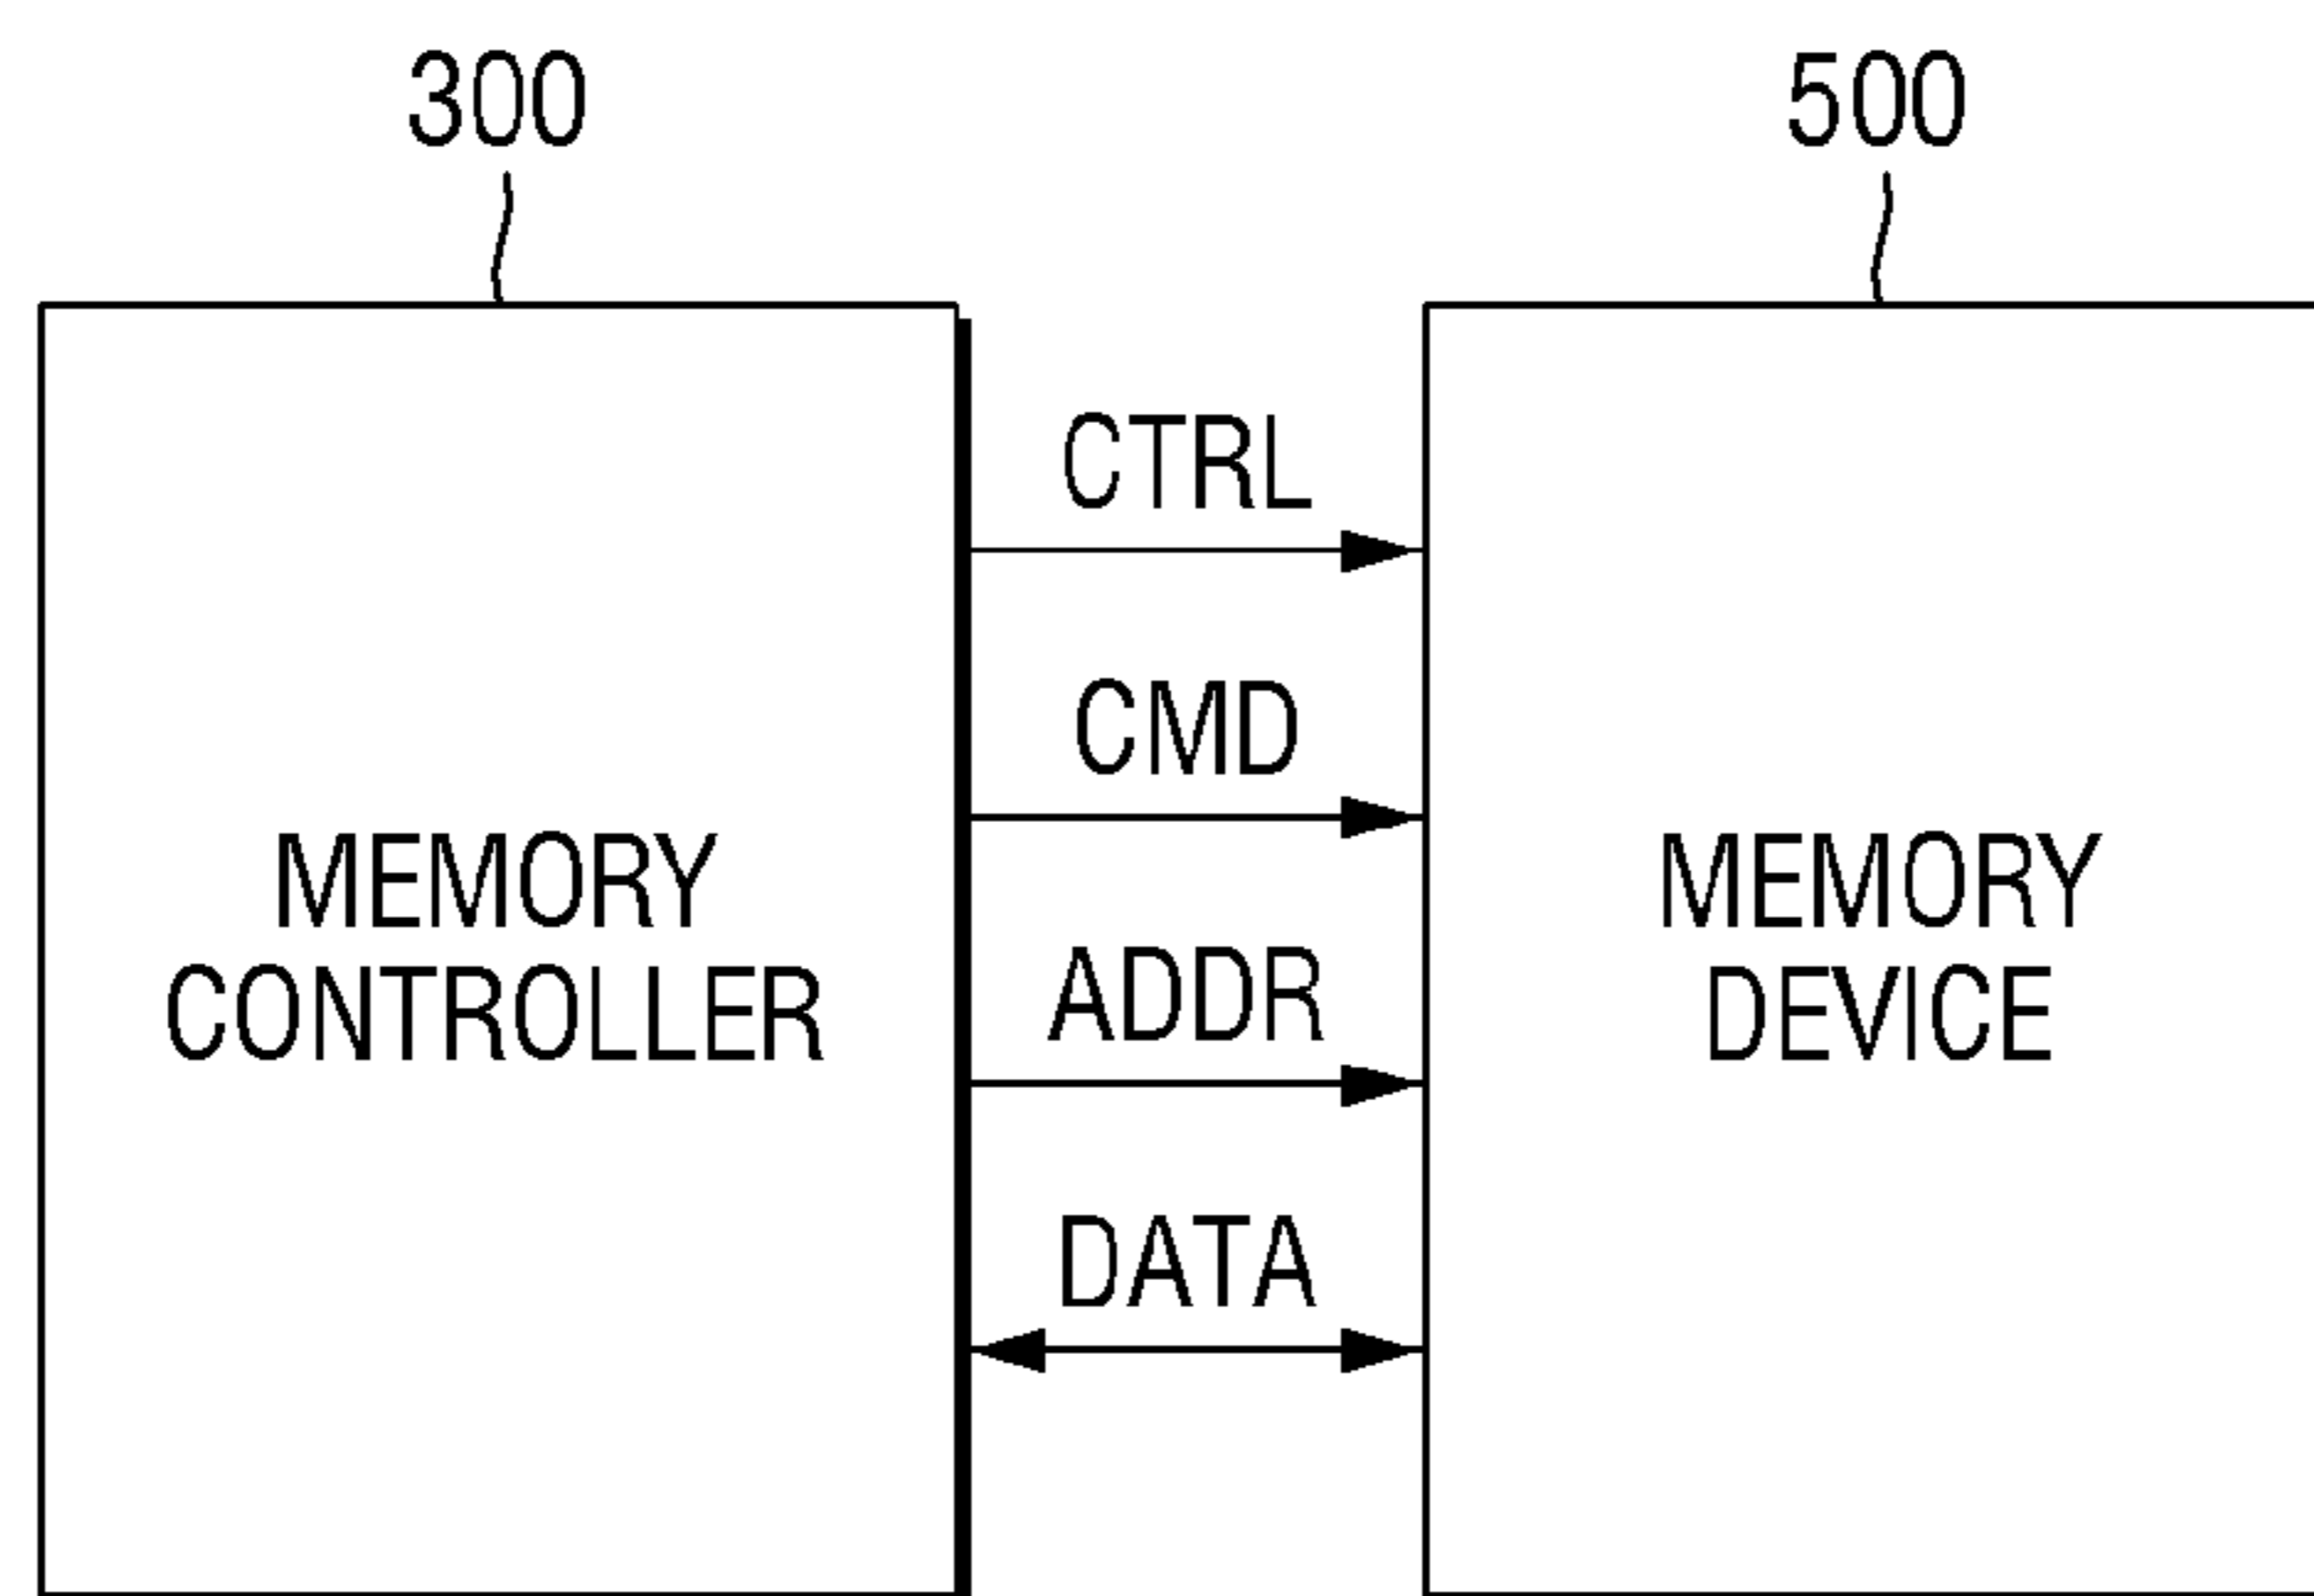 300
500
CTRL
CMD
MEMORY
CONTROLLER
ADDR
MEMORY
DEVICE
DATA